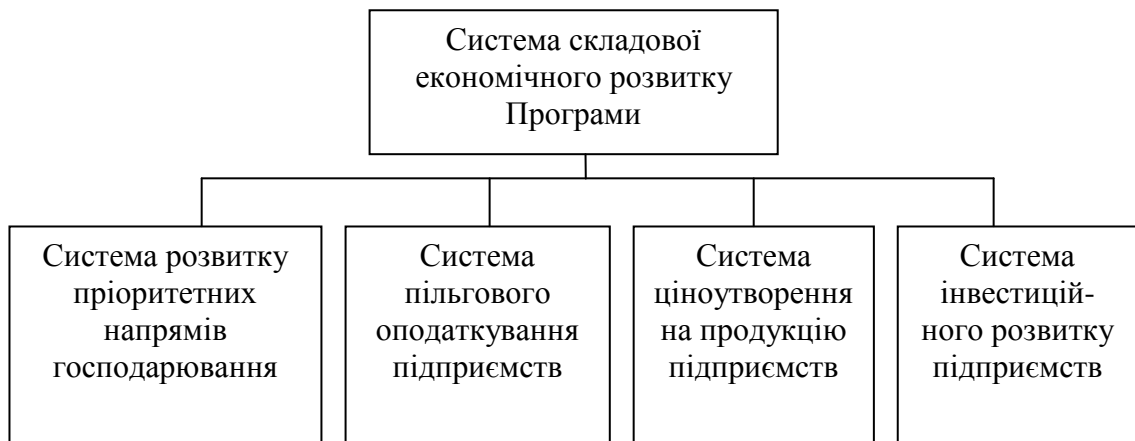 Система складової
економічного розвитку
Програми
Система розвитку
пріоритетних
напрямів
господарювання
Система
пільгового
оподаткування
підприємств
Система
ціноутворення
на продукцію
підприємств
Система
інвестицій-
ного розвитку
підприємств